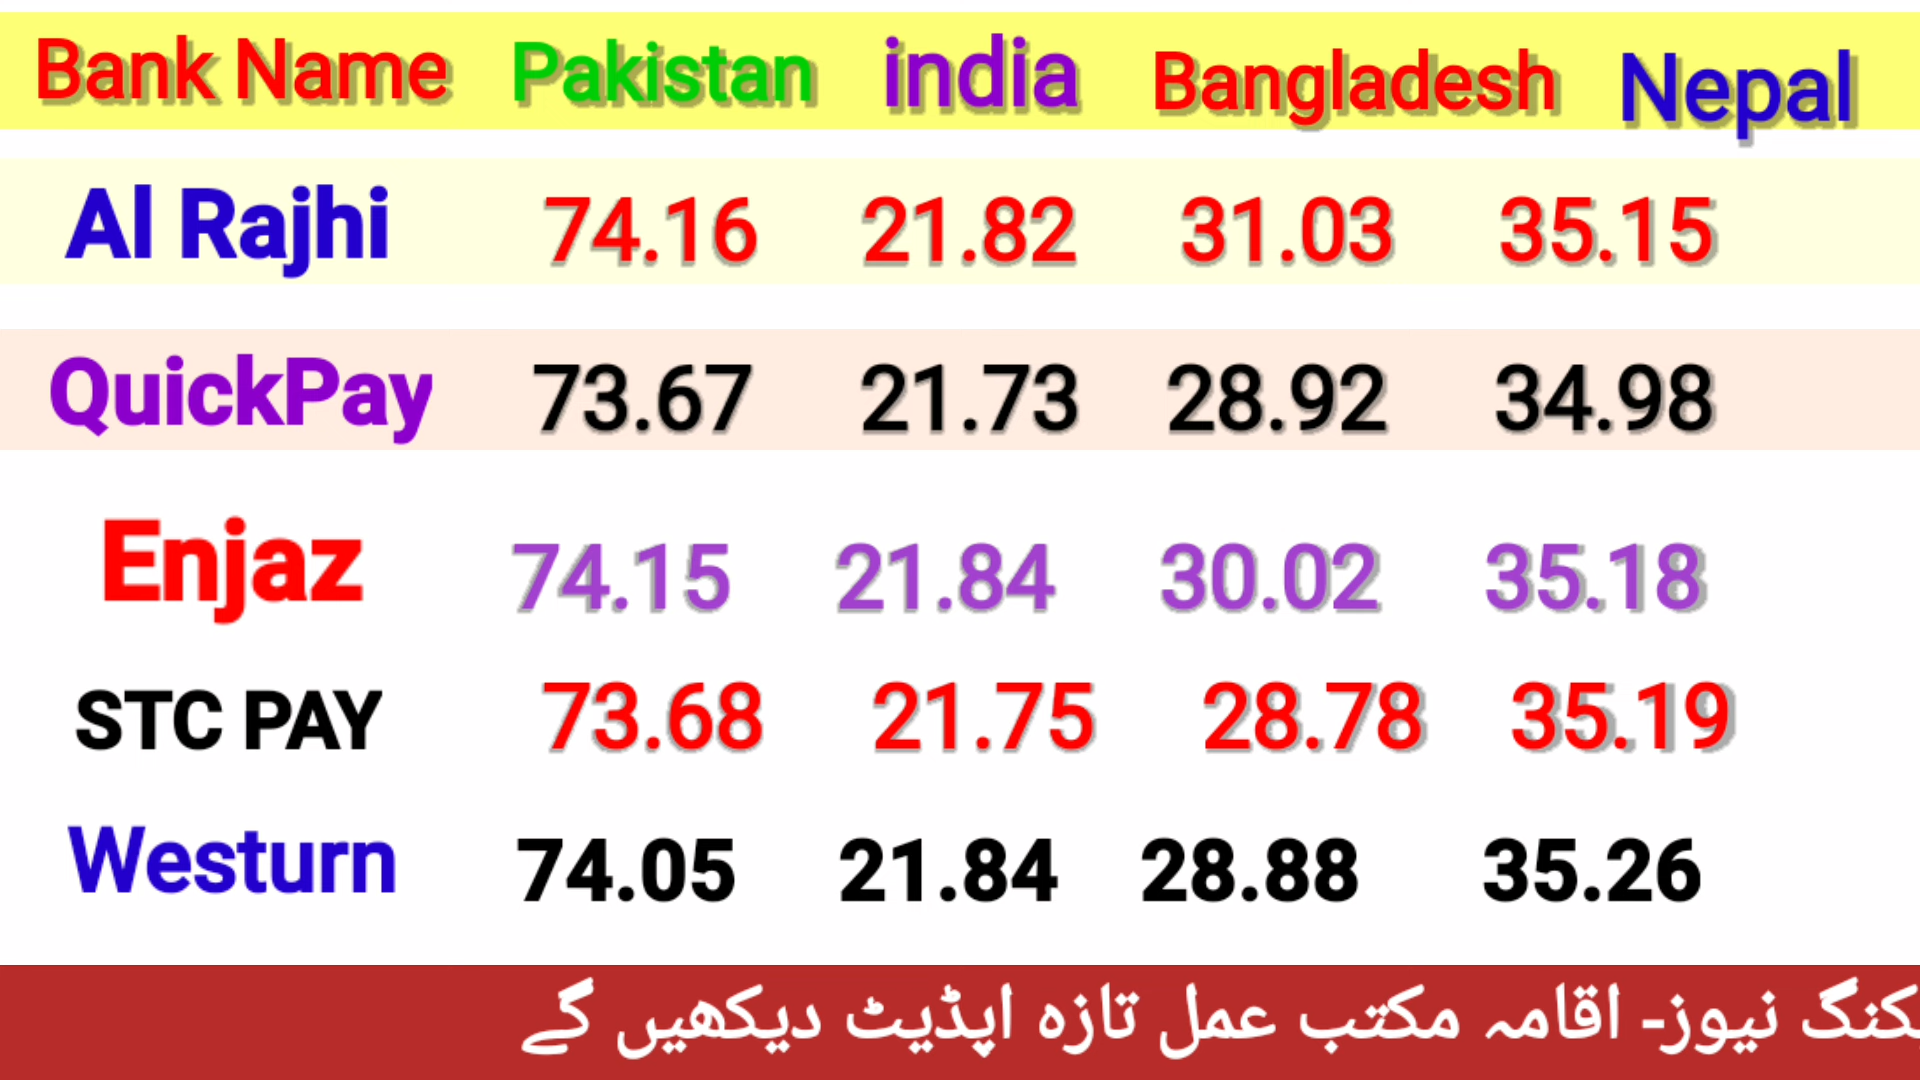 Bank Name Pakistan india Bangladesh Nepal
Al Rajhi 74.16 21.82 31.03 35.15
QuickPay 73.67 21.73 28.92 34.98
Enjaz 74.15 21.84 30.02 35.18
STC PAY 73.68 21.75 28.78 35.19
Westurn 74.05 21.84 28.88 35.26
نیوز- اقامہ مکتب عمل تازہ اپڈیٹ دیکھیں گے